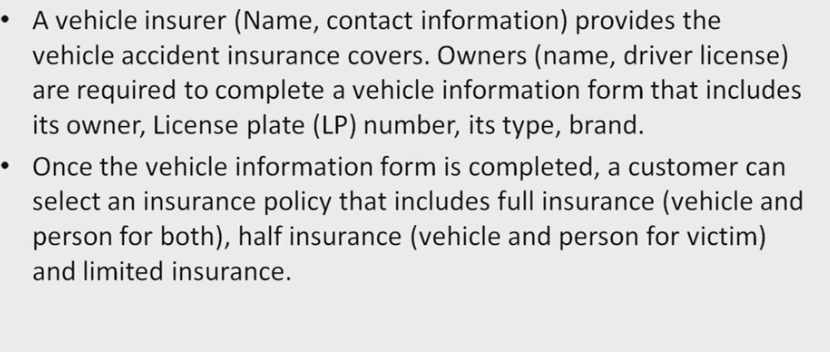 • A vehicle insurer (Name, contact information) provides the
vehicle accident insurance covers. Owners (name, driver license)
are required to complete a vehicle information form that includes
its owner, License plate (LP) number, its type, brand.
• Once the vehicle information form is completed, a customer can
select an insurance policy that includes full insurance (vehicle and
person for both), half insurance (vehicle and person for victim)
and limited insurance.